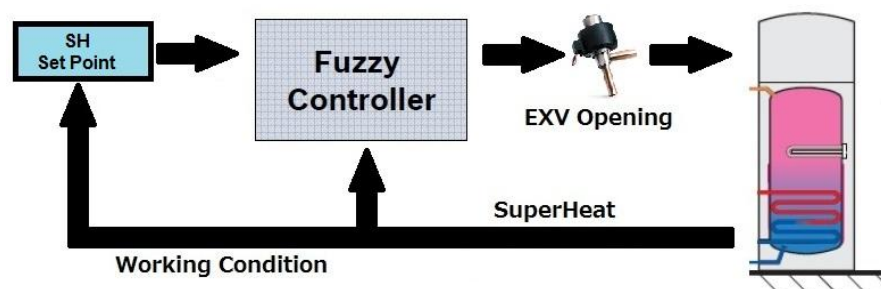 SH
Set Point
Fuzzy
Controller
EXV Opening
SuperHeat
Working Condition